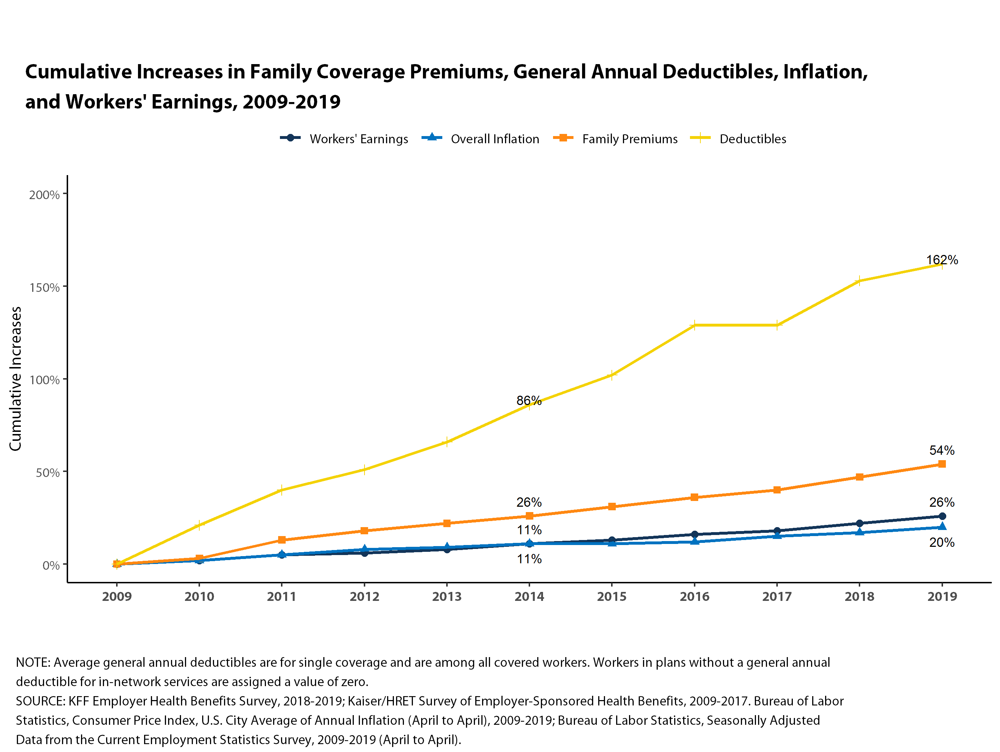 Cumulative Increases in Family Coverage Premiums, General Annual Deductibles, Inflation,
and Workers' Earnings, 2009-2019
Workers' Earnings Overall Inflation Family Premiums Deductibles
Cumulative Increases
200%
150%
100%
50%
0%
162%
86%
54%
26%
26%
11%
20%
11%
2009 2010 2011 2012 2013 2014 2015 2016 2017 2018 2019
NOTE: Average general annual deductibles are for single coverage and are among all covered workers. Workers in plans without a general annual
deductible for in-network services are assigned a value of zero.
SOURCE: KFF Employer Health Benefits Survey, 2018-2019; Kaiser/HRET Survey of Employer-Sponsored Health Benefits, 2009-2017. Bureau of Labor
Statistics, Consumer Price Index, U.S. City Average of Annual Inflation (April to April), 2009-2019; Bureau of Labor Statistics, Seasonally Adjusted
Data from the Current Employment Statistics Survey, 2009-2019 (April to April).